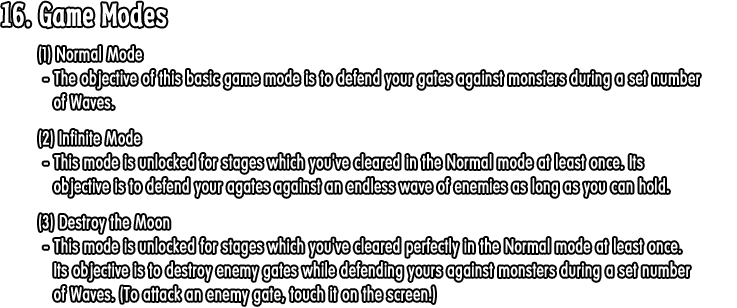 16. Game Modes
(1) Normal Mode
- The objective of this basic game mode is to defend your gates against monsters during a set number
of Waves.
(2) Infinite Mode
- This mode is unlocked for stages which you've cleared in the Normal mode at least once. Its
objective is to defend your agates against an endless wave of enemies as long as you can hold.
(3) Destroy the Moon
- This mode is unlocked for stages which you've cleared perfectly in the Normal mode at least once.
Its objective is to destroy enemy gates while defending yours against monsters during a set number
of Waves. (To attack an enemy gate, touch it on the screen.)